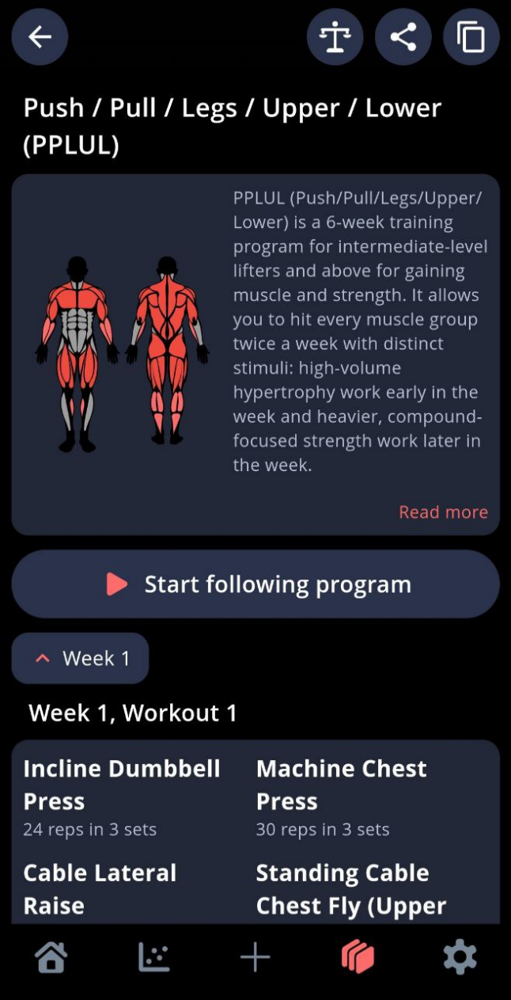 Push / Pull / Legs / Upper / Lower
(PPLUL)
PPLUL (Push/Pull/Legs/Upper/
Lower) is a 6-week training
program for intermediate-level
lifters and above for gaining
muscle and strength. It allows
you to hit every muscle group
twice a week with distinct
stimuli: high-volume
hypertrophy work early in the
week and heavier, compound-
focused strength work later in
the week.
Read more
Start following program
Week 1
Week 1, Workout 1
Incline Dumbbell
Press
24 reps in 3 sets
Machine Chest
Press
30 reps in 3 sets
Cable Lateral
Raise
Standing Cable
Chest Fly (Upper